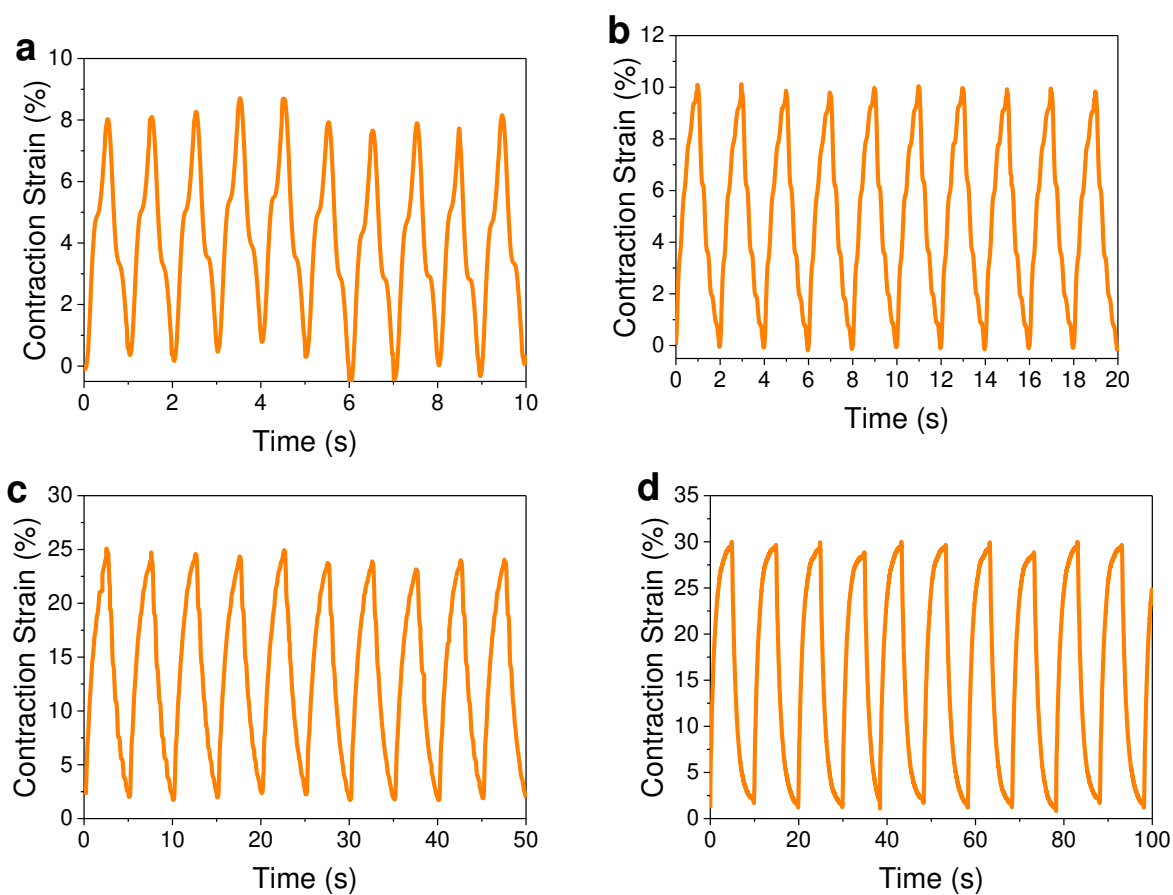 a
Contraction Strain (%)
10
8
6
4
2
0
0 2 4 6 8 10
Time (s)
b
Contraction Strain (%)
12
10
8
6
4
2
0
0 2 4 6 8 10 12 14 16 18 20
Time (s)
c
Contraction Strain (%)
30
25
20
15
10
5
0
0 10 20 30 40 50
Time (s)
d
Contraction Strain (%)
35
30
25
20
15
10
5
0
0 20 40 60 80 100
Time (s)